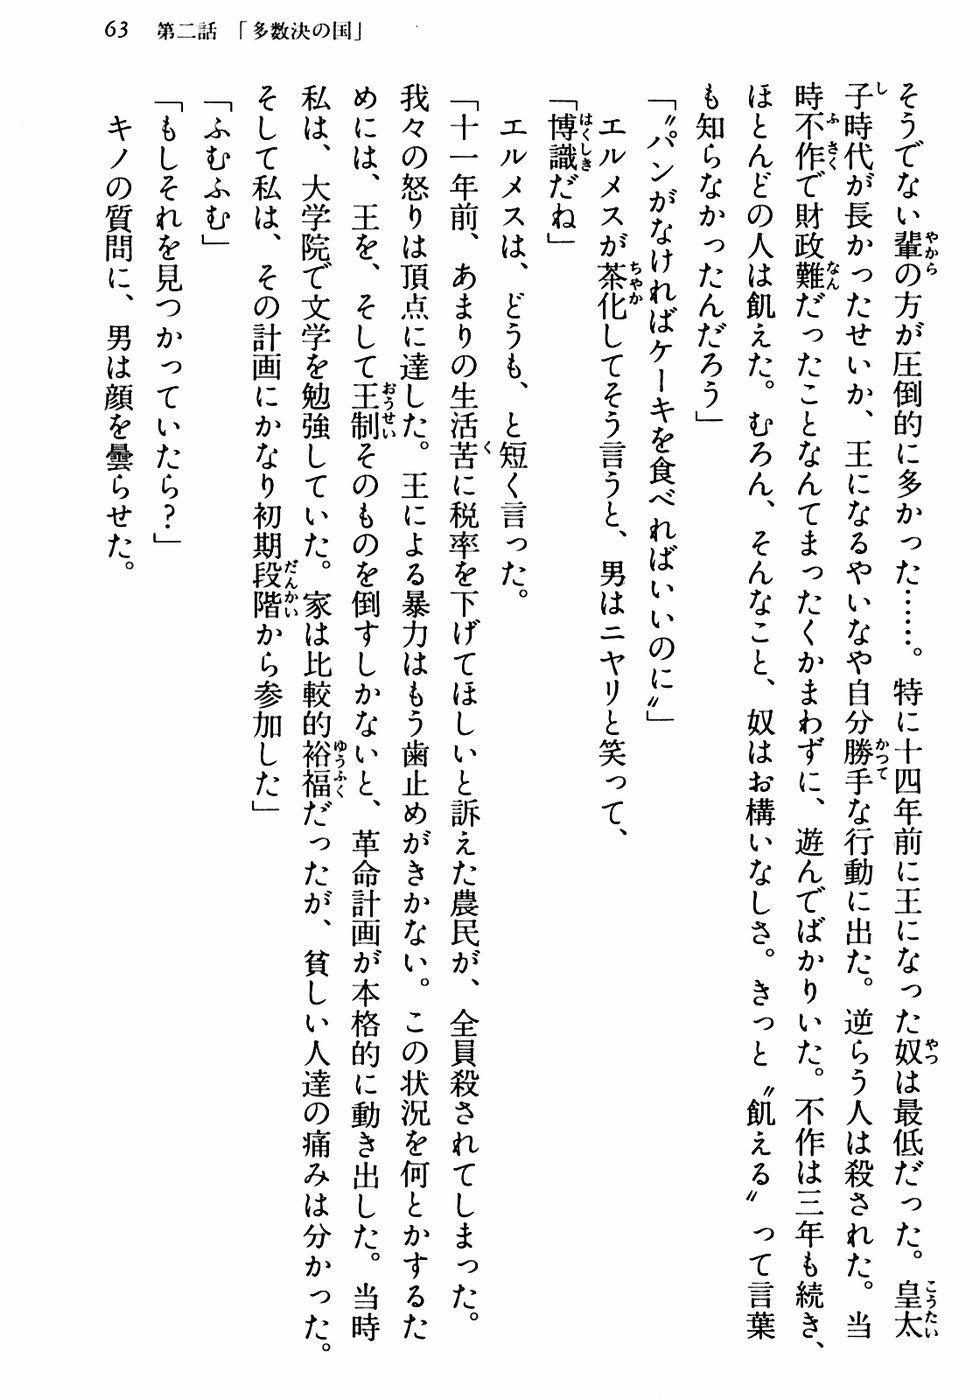 63 第二話 「多数決の国」
そうでない輩の方が圧倒的に多かった……。特に十四年前に王になった奴は最低だった。皇太
子時代が長かったせいか、王になるやいなや自分勝手な行動に出た。逆らう人は殺された。当
時不作で財政難だったことなんてまったくかまわずに、遊んでばかりいた。不作は三年も続き、
ほとんどの人は飢えた。むろん、そんなこと、奴はお構いなしさ。きっと〝飢える〟って言葉
も知らなかったんだろう」
「〝パンがなければケーキを食べればいいのに〟」
エルメスが茶化してそう言うと、男はニヤリと笑って、
「博識だね」
エルメスは、どうも、と短く言った。
「十一年前、あまりの生活苦に税率を下げてほしいと訴えた農民が、全員殺されてしまった。
我々の怒りは頂点に達した。王による暴力はもう歯止めがきかない。この状況を何とかするた
めには、王を、そして王制そのものを倒すしかないと、革命計画が本格的に動き出した。当時
私は、大学院で文学を勉強していた。家は比較的裕福だったが、貧しい人達の痛みは分かった。
そして私は、その計画にかなり初期段階から参加した」
「ふむふむ」
「もしそれを見つかっていたら?」
キノの質問に、男は顔を曇らせた。